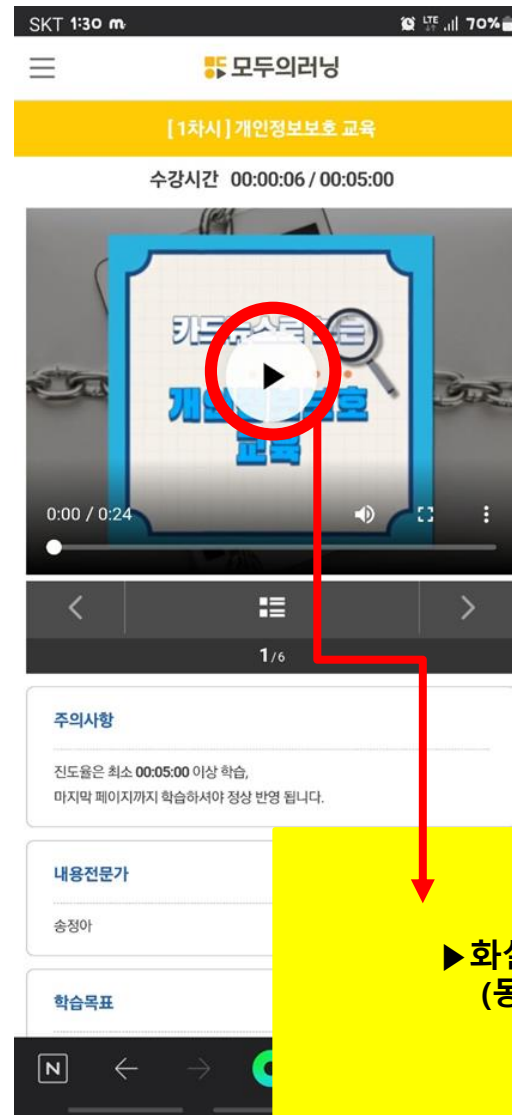 SKT 1:30
LTE 70%
모두의러닝
[ 1차시 ] 개인정보보호 교육
수강시간 00:00:06 / 00:05:00
교육
0:00 / 0:24
1/6
주의사항
진도율은 최소 00:05:00 이상 학습,
마지막 페이지까지 학습하셔야 정상 반영 됩니다.
내용전문가
송정아
학습목표
N